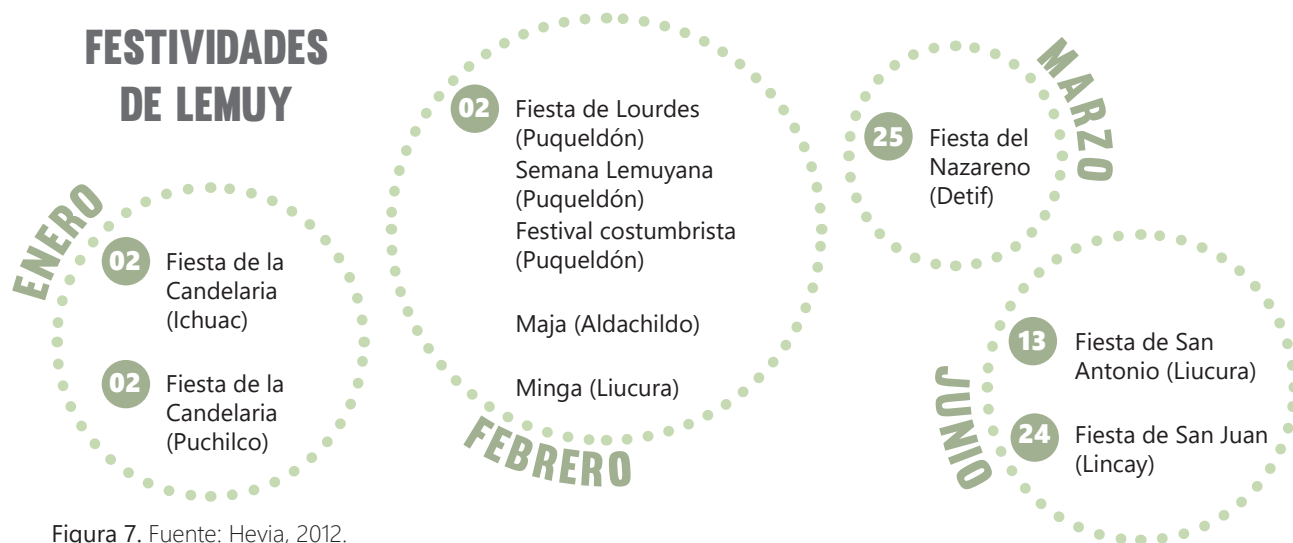 FESTIVIDADES
DE LEMUY
ENERO
02
Fiesta de la
Candelaria
(Ichuac)
02
Fiesta de la
Candelaria
(Puchilco)
FEBRERO
02
Fiesta de Lourdes
(Puqueldón)
Semana Lemuyana
(Puqueldón)
Festival costumbrista
(Puqueldón)
Maja (Aldachildo)
Minga (Liucura)
MARZO
25
Fiesta del
Nazareno
(Detif)
JUNIO
13
Fiesta de San
Antonio (Liucura)
24
Fiesta de San Juan
(Lincay)
Figura 7. Fuente: Hevia, 2012.